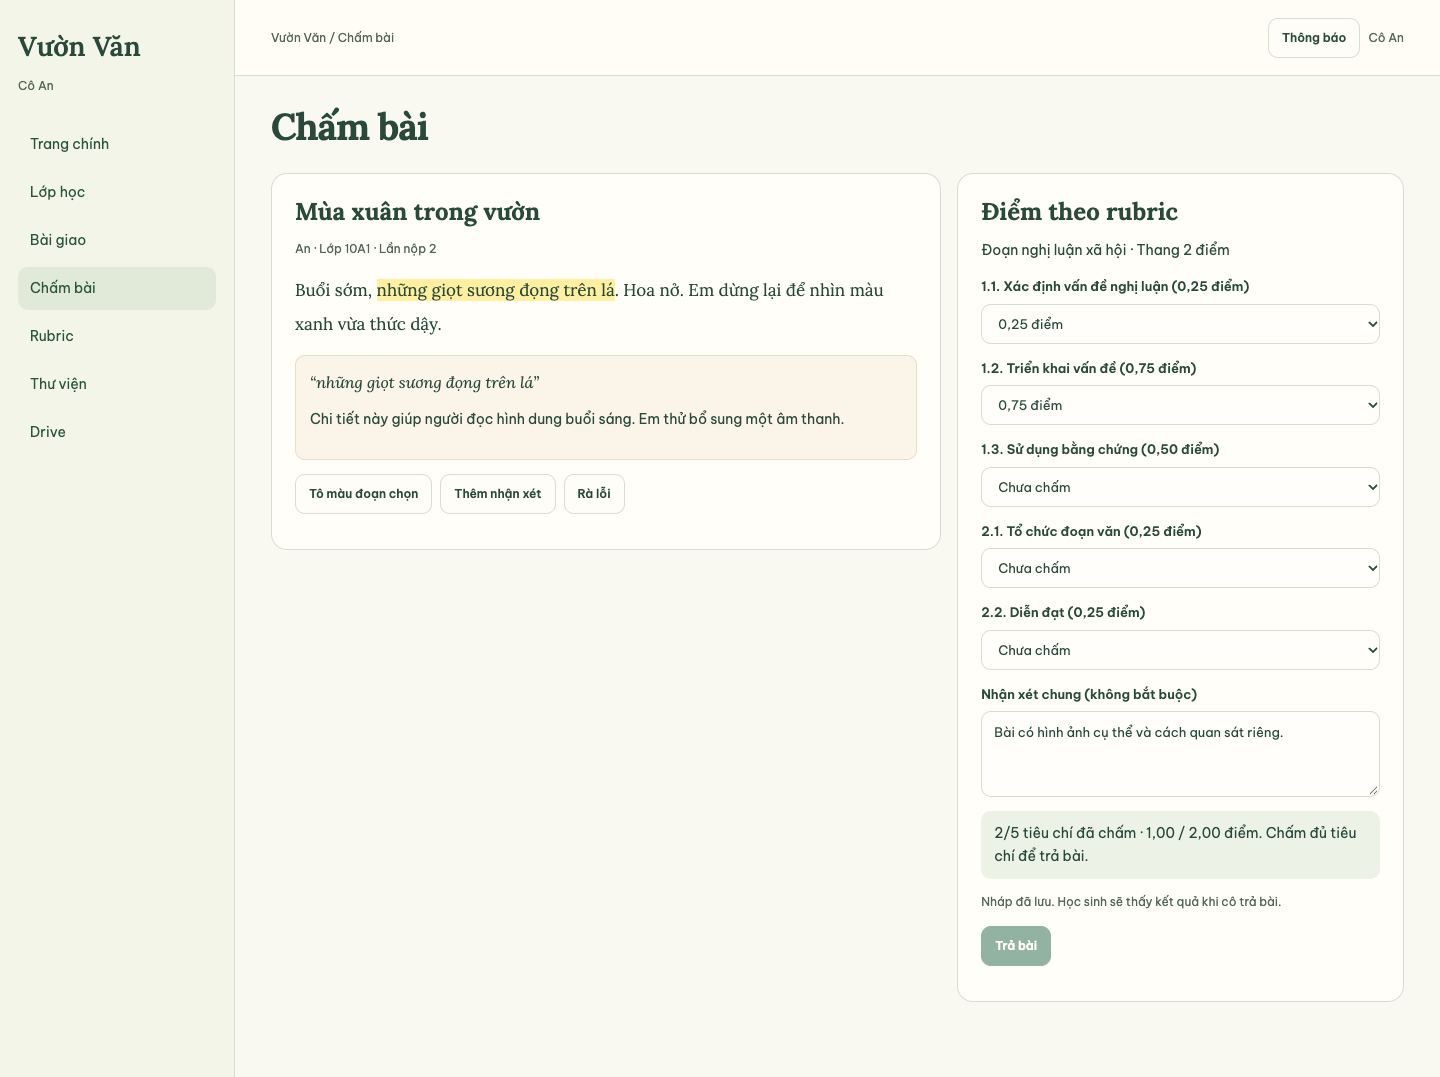 Vườn Văn
Cô An
Trang chính
Lớp học
Bài giao
Chấm bài
Rubric
Thư viện
Drive
Vườn Văn / Chấm bài
Thông báo
Cô An
Chấm bài
Mùa xuân trong vườn
An · Lớp 10A1 · Lần nộp 2
Buổi sớm, những giọt sương đọng trên lá. Hoa nở. Em dừng lại để nhìn màu
xanh vừa thức dậy.
“những giọt sương đọng trên lá”
Chi tiết này giúp người đọc hình dung buổi sáng. Em thử bổ sung một âm thanh.
Tô màu đoạn chọn
Thêm nhận xét
Rà lỗi
Điểm theo rubric
Đoạn nghị luận xã hội · Thang 2 điểm
1.1. Xác định vấn đề nghị luận (0,25 điểm)
0,25 điểm
1.2. Triển khai vấn đề (0,75 điểm)
0,75 điểm
1.3. Sử dụng bằng chứng (0,50 điểm)
Chưa chấm
2.1. Tổ chức đoạn văn (0,25 điểm)
Chưa chấm
2.2. Diễn đạt (0,25 điểm)
Chưa chấm
Nhận xét chung (không bắt buộc)
Bài có hình ảnh cụ thể và cách quan sát riêng.
2/5 tiêu chí đã chấm · 1,00 / 2,00 điểm. Chấm đủ tiêu
chí để trả bài.
Nháp đã lưu. Học sinh sẽ thấy kết quả khi cô trả bài.
Trả bài